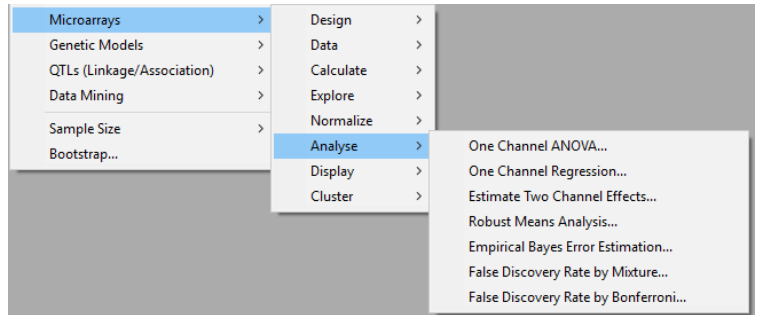 Microarrays
Genetic Models
QTLs (Linkage/Association)
Data Mining
Sample Size
Bootstrap...
Design
Data
Calculate
Explore
Normalize
Analyse
Display
Cluster
One Channel ANOVA...
One Channel Regression...
Estimate Two Channel Effects...
Robust Means Analysis...
Empirical Bayes Error Estimation...
False Discovery Rate by Mixture...
False Discovery Rate by Bonferroni...